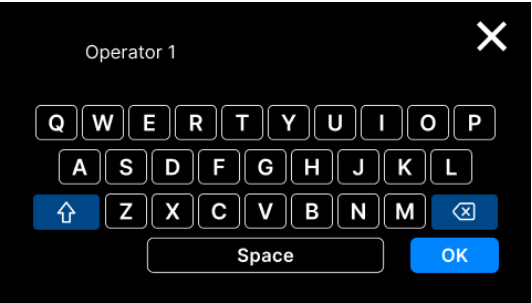 Operator 1
Q W E R T Y U I O P
A S D F G H J K L
Z X C V B N M
Space OK